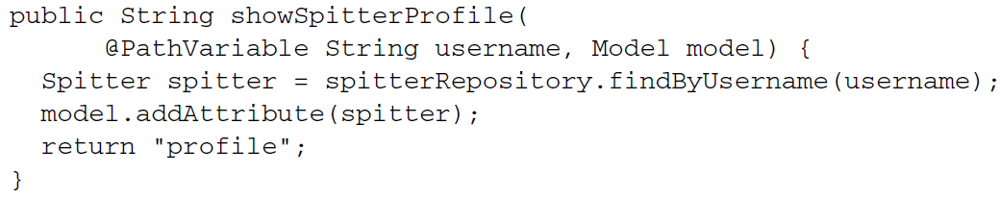 public String showSpitterProfile(
@PathVariable String username, Model model) {
Spitter spitter = spitterRepository.findByUsername(username);
model.addAttribute(spitter);
return "profile";
}